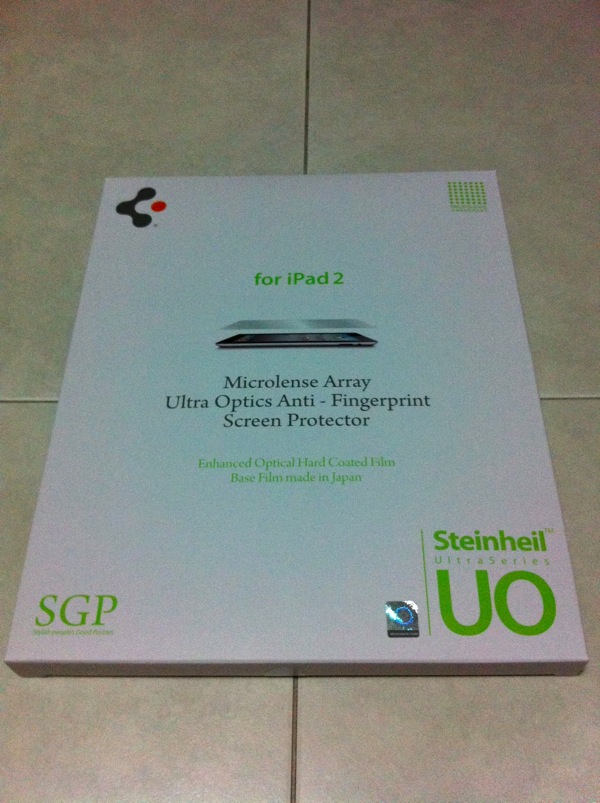 for iPad 2
Microlense Array
Ultra Optics Anti - Fingerprint
Screen Protector
Enhanced Optical Hard Coated Film
Base Film made in Japan
Steinheil™
UltraSeries
UO
SGP